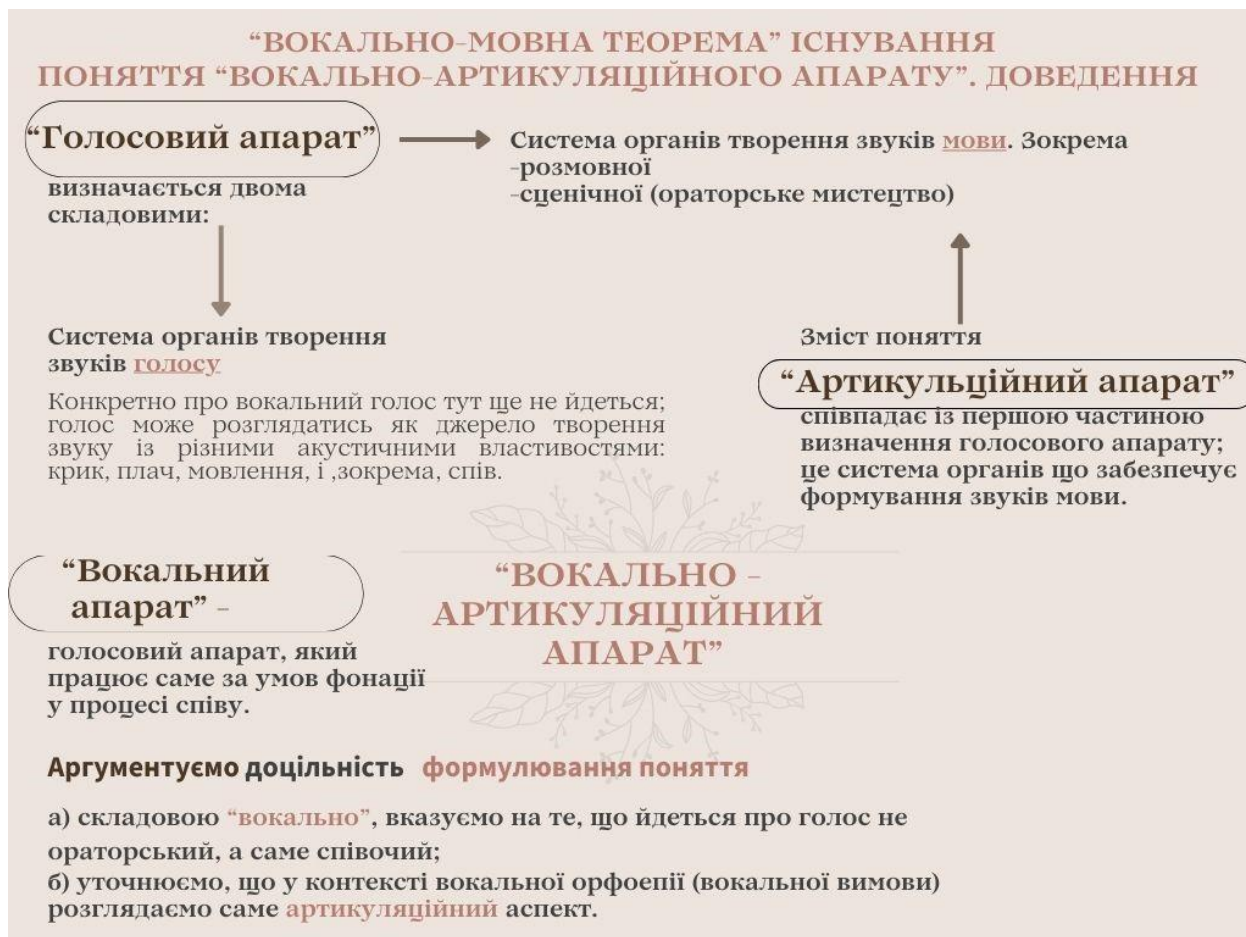 “ВОКАЛЬНО-МОВНА ТЕОРЕМА” ІСНУВАННЯ
ПОНЯТТЯ “ВОКАЛЬНО-АРТИКУЛЯЦІЙНОГО АПАРАТУ”. ДОВЕДЕННЯ
“Голосовий апарат”
визначається двома
складовими:
Система органів творення звуків мови. Зокрема
-розмовної
-сценічної (ораторське мистецтво)
Система органів творення
звуків голосу
Конкретно про вокальний голос тут ще не йдеться;
голос може розглядатись як джерело творення
звуку із різними акустичними властивостями:
крик, плач, мовлення, і ,зокрема, спів.
Зміст поняття
“Артикульційний апарат”
співпадає із першою частиною
визначення голосового апарату;
це система органів що забезпечує
формування звуків мови.
“Вокальний
апарат” -
голосовий апарат, який
працює саме за умов фонації
у процесі співу.
“ВОКАЛЬНО -
АРТИКУЛЯЦІЙНИЙ
АПАРАТ”
Аргументуємо доцільність формулювання поняття
а) складовою “вокально”, вказуємо на те, що йдеться про голос не
ораторський, а саме співочий;
б) уточнюємо, що у контексті вокальної орфоепії (вокальної вимови)
розглядаємо саме артикуляційний аспект.